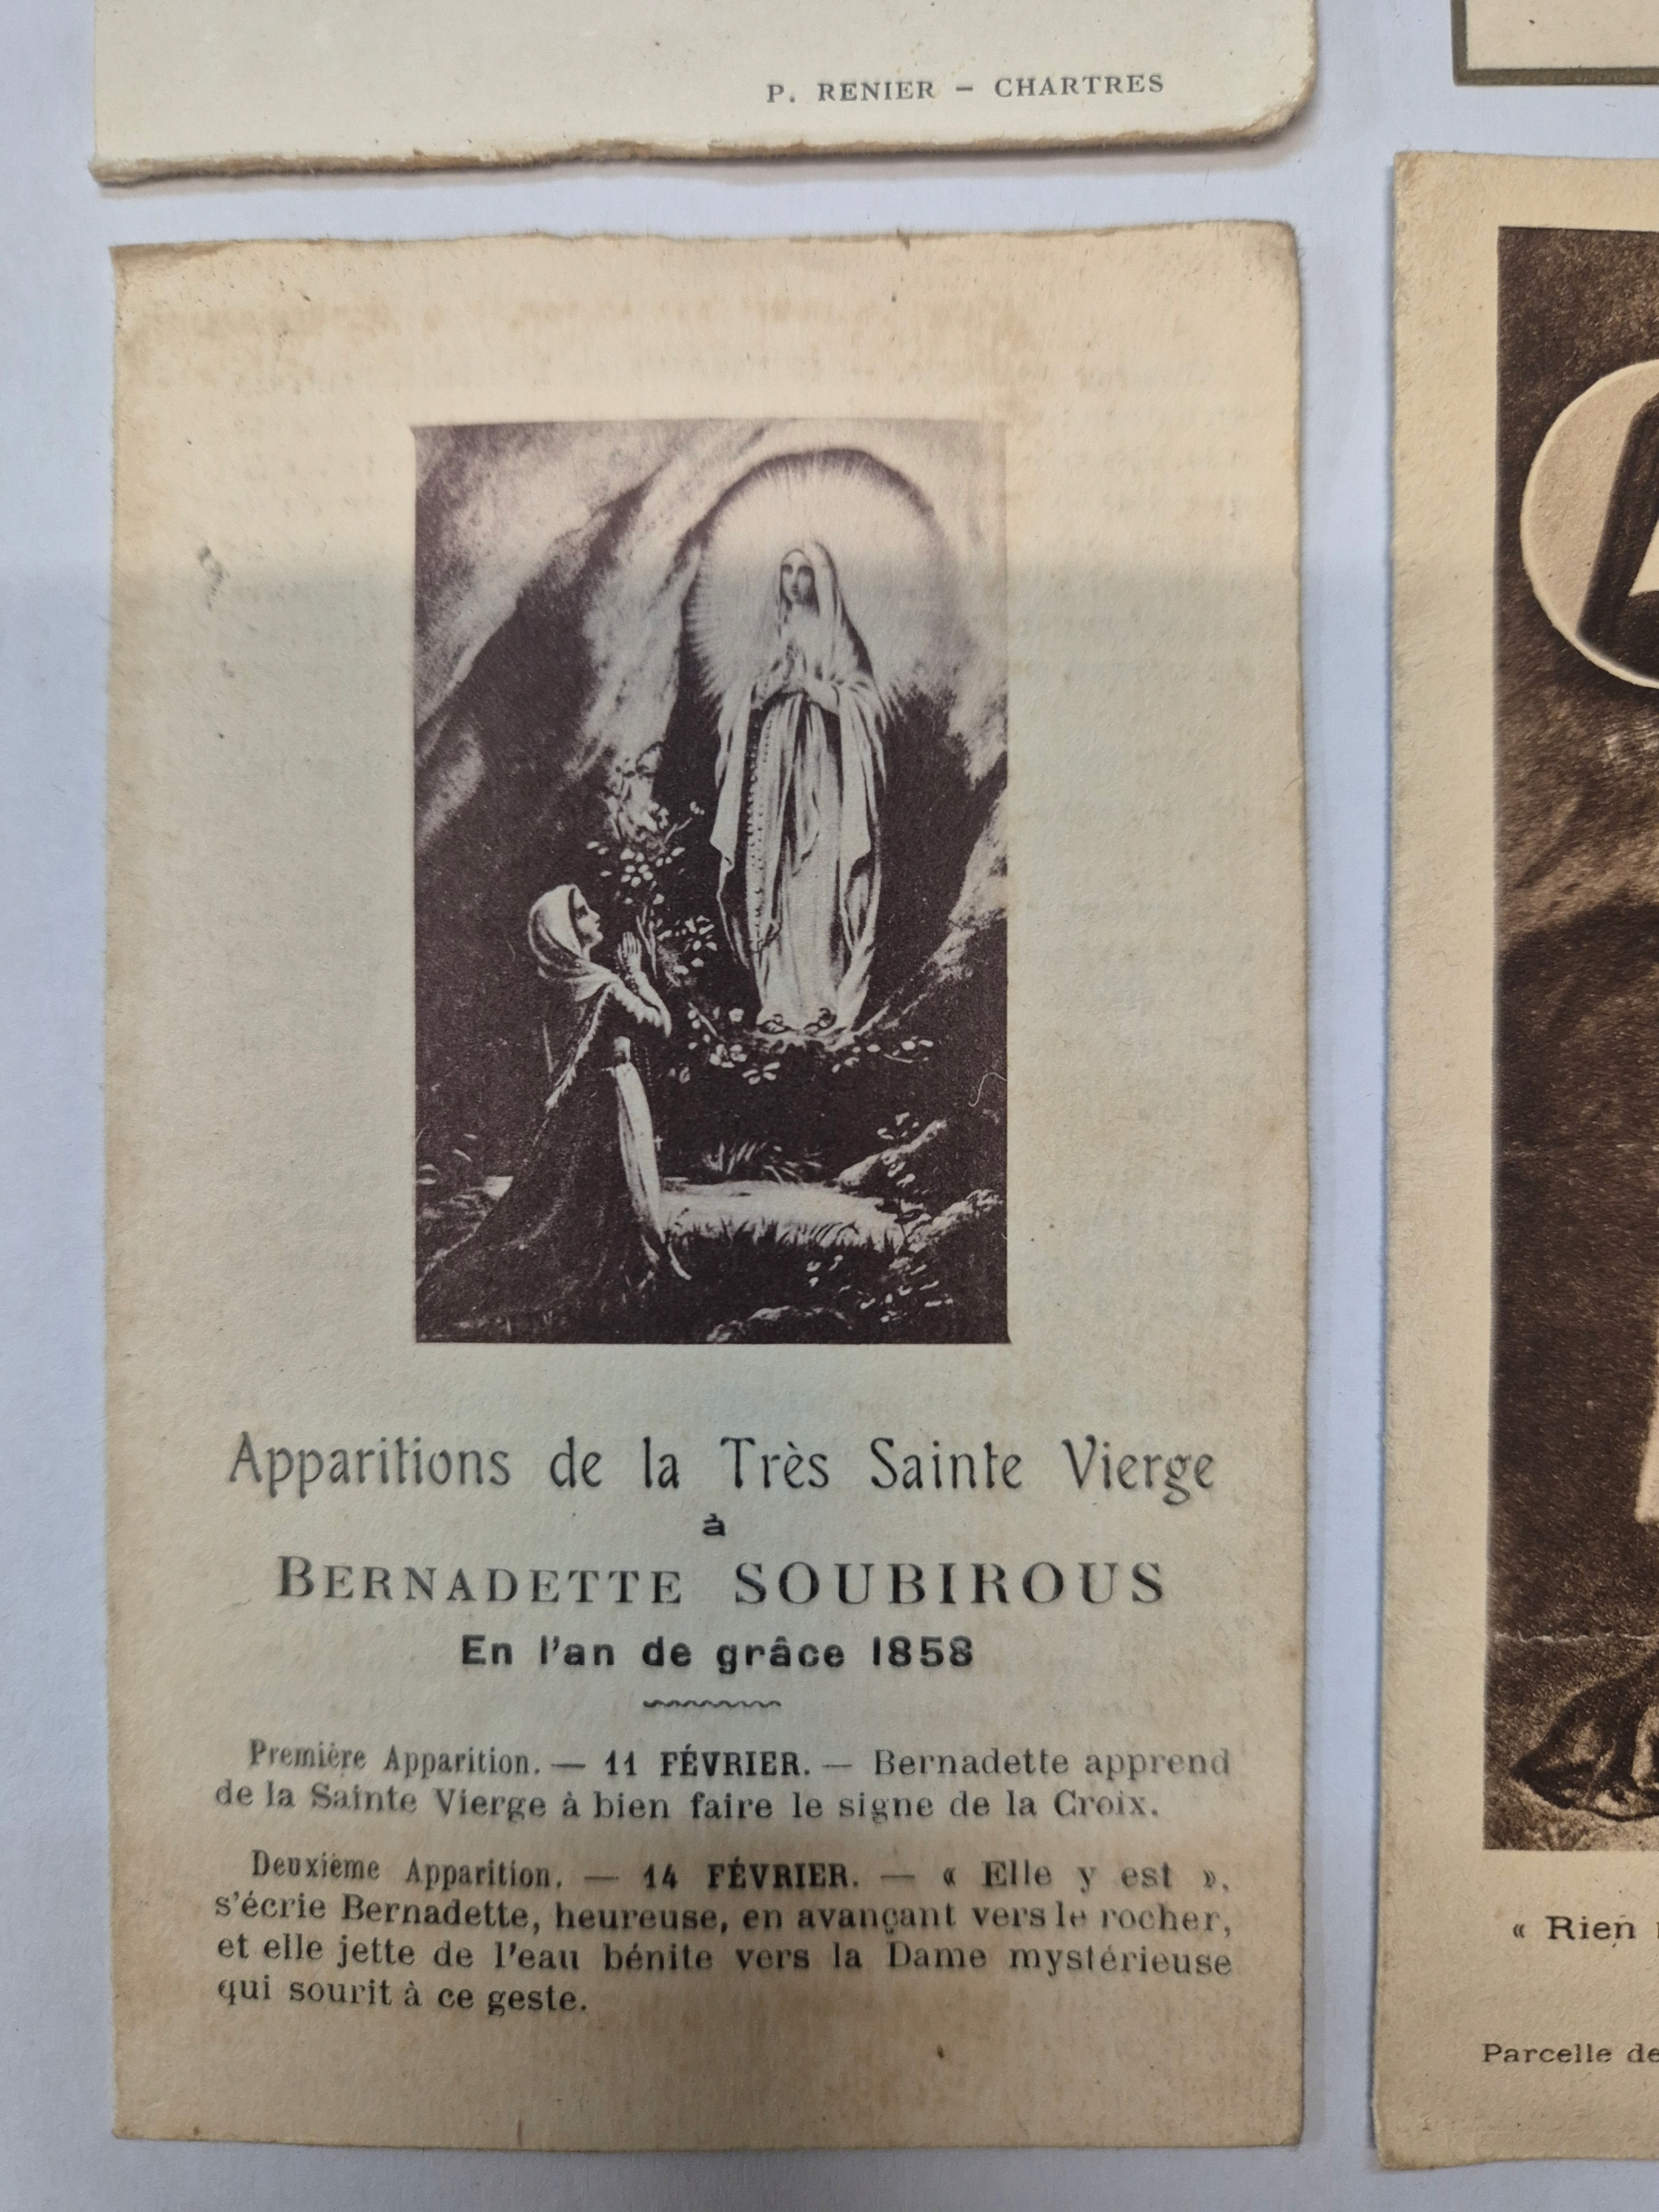 P. RENIER – CHARTRES
Apparitions de la Très Sainte Vierge
à
BERNADETTE SOUBIROUS
En l'an de grâce 1858
Première Apparition. — 11 FÉVRIER. — Bernadette apprend
de la Sainte Vierge à bien faire le signe de la Croix.
Deuxième Apparition. — 14 FÉVRIER. — « Elle y est »,
s'écrie Bernadette, heureuse, en avançant vers le rocher,
et elle jette de l'eau bénite vers la Dame mystérieuse
qui sourit à ce geste.
« Rien
Parcelle de